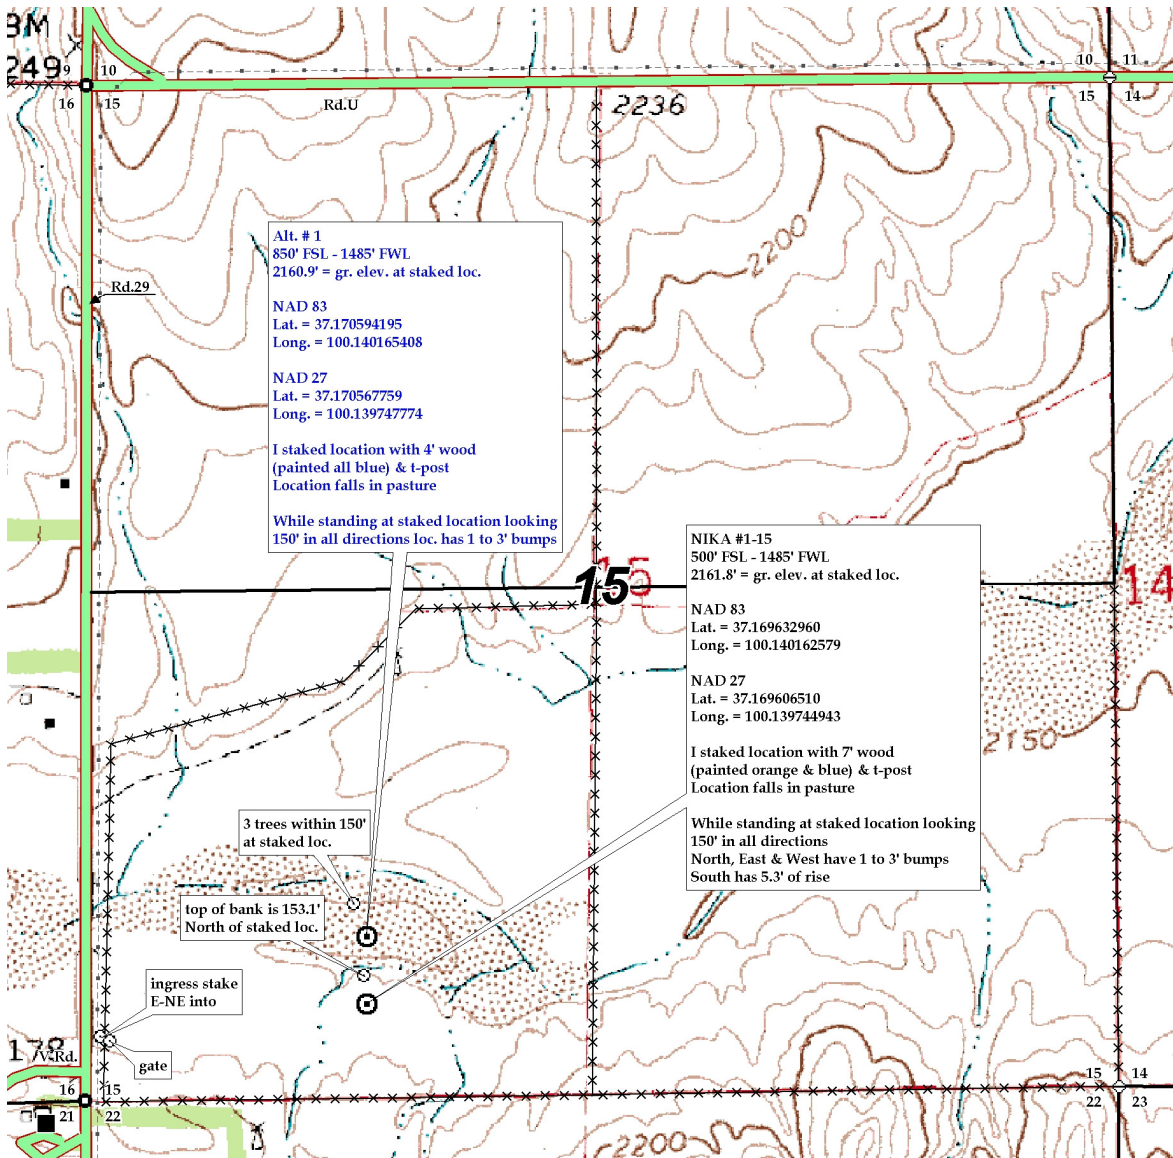 BM
249
9
10
16
15
Rd.U
2236
10
11
15
14
2200
Alt. # 1
850' FSL - 1485' FWL
2160.9' = gr. elev. at staked loc.
NAD 83
Lat. = 37.170594195
Long. = 100.140165408
NAD 27
Lat. = 37.170567759
Long. = 100.139747774
I staked location with 4' wood
(painted all blue) & t-post
Location falls in pasture
While standing at staked location looking
150' in all directions loc. has 1 to 3' bumps
Rd.29
NIKA #1-15
500' FSL - 1485' FWL
2161.8' = gr. elev. at staked loc.
NAD 83
Lat. = 37.169632960
Long. = 100.140162579
NAD 27
Lat. = 37.169606510
Long. = 100.139744943
I staked location with 7' wood
(painted orange & blue) & t-post
Location falls in pasture
While standing at staked location looking
150' in all directions
North, East & West have 1 to 3' bumps
South has 5.3' of rise
15
15
14
2150
3 trees within 150'
at staked loc.
top of bank is 153.1'
North of staked loc.
ingress stake
E-NE into
gate
178
V Rd.
16
15
21
22
15
14
22
23
2200